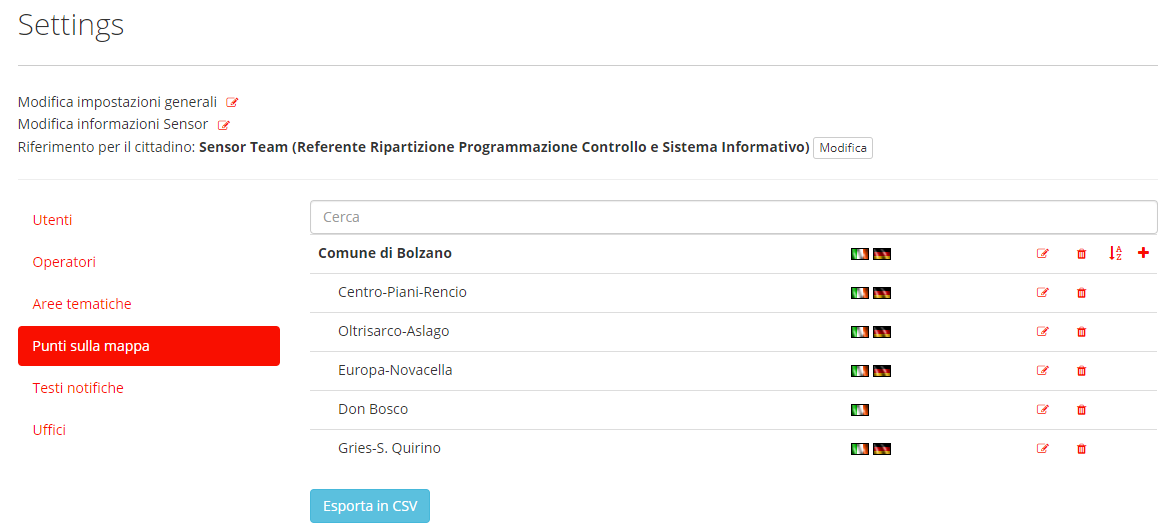 Settings
Modifica impostazioni generali
Modifica informazioni Sensor
Riferimento per il cittadino: Sensor Team (Referente Ripartizione Programmazione Controllo e Sistema Informativo) Modifica
Utenti
Operatori
Aree tematiche
Punti sulla mappa
Testi notifiche
Uffici
Cerca
Comune di Bolzano
Centro-Piani-Rencio
Oltrisarco-Aslago
Europa-Novacella
Don Bosco
Gries-S. Quirino
Esporta in CSV